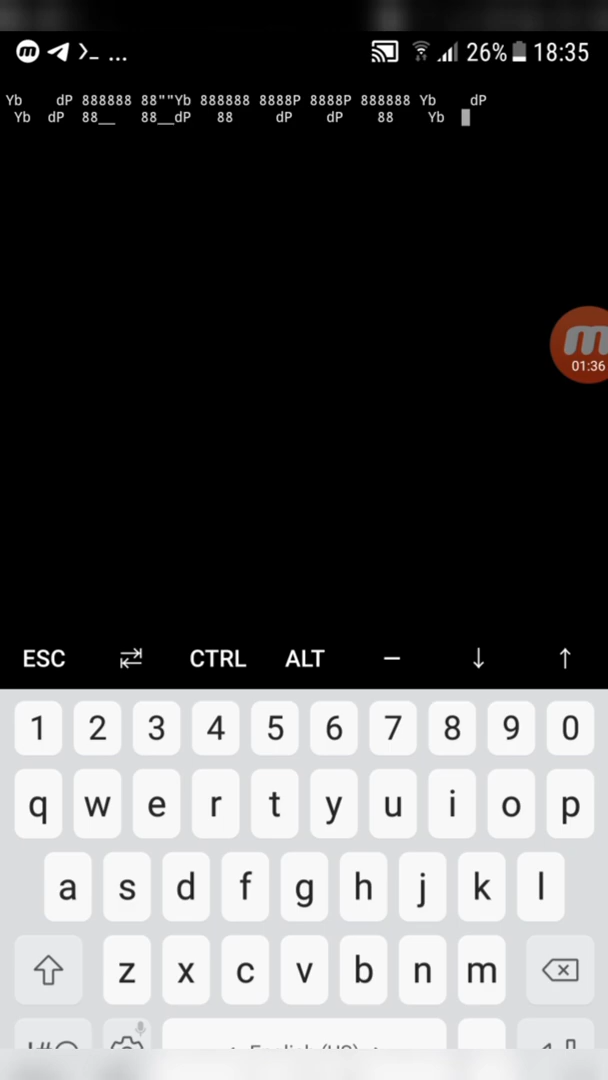 26% 18:35
Yb    dP 888888 88""Yb 888888 8888P 8888P 888888 Yb    dP
 Yb  dP  88__   88__dP   88     dP    dP    88    Yb
m
01:36
ESC CTRL ALT — ↓ ↑
1 2 3 4 5 6 7 8 9 0
q w e r t y u i o p
a s d f g h j k l
z x c v b n m